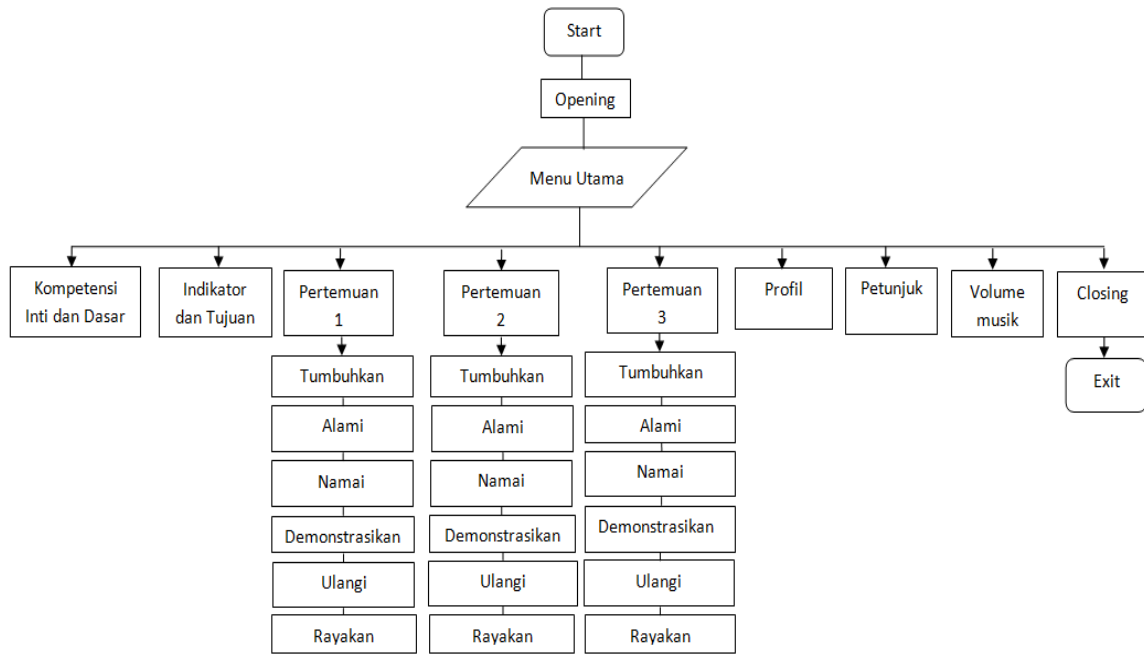 Start
Opening
Menu Utama
Kompetensi
Inti dan Dasar
Indikator
dan Tujuan
Pertemuan
1
Pertemuan
2
Pertemuan
3
Profil
Petunjuk
Volume
musik
Closing
Tumbuhkan
Alami
Namai
Demonstrasikan
Ulangi
Rayakan
Tumbuhkan
Alami
Namai
Demonstrasikan
Ulangi
Rayakan
Tumbuhkan
Alami
Namai
Demonstrasikan
Ulangi
Rayakan
Exit